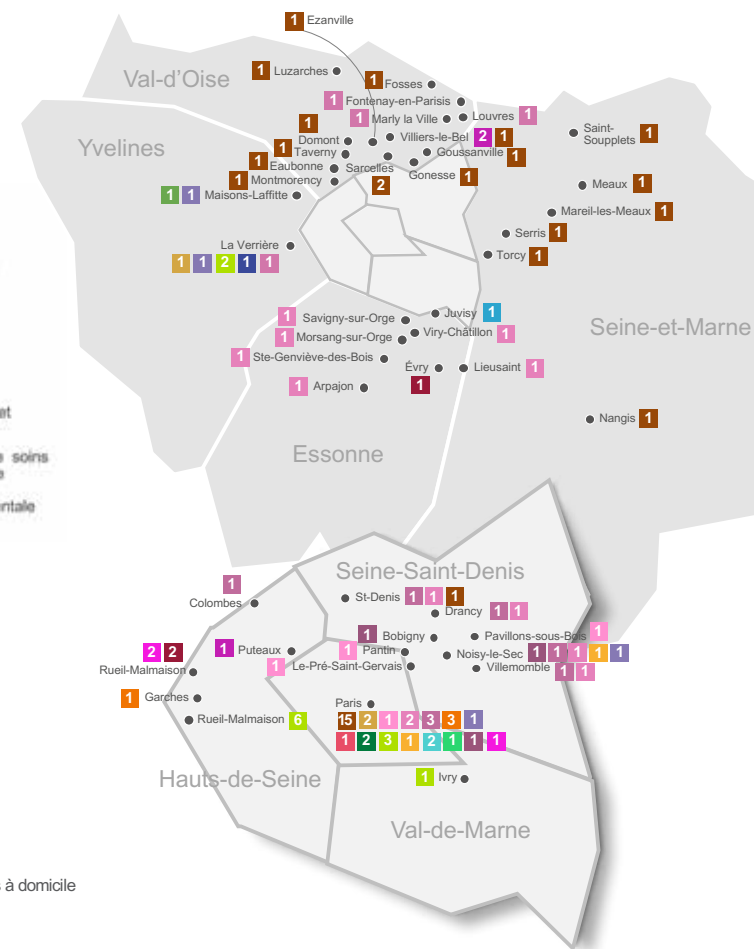 1 Ezanville
Val-d'Oise
1 Luzarches
1 Fosses
1 Fontenay-en-Parisis
1 Marly la Ville
Louvres 1
1
Domont
Villiers-le-Bel 2 1
Saint-
Soupplets 1
Yvelines
1 Taverny
Goussanville 1
1 Eaubonne
Sarcelles
2
Gonesse 1
1 Montmorency
Meaux 1
1 1 Maisons-Laffitte
Mareil-les-Meaux 1
Serris 1
La Verrière
1 1 2 1 1
Torcy 1
1 Savigny-sur-Orge
Juvisy 1
Seine-et-Marne
1 Morsang-sur-Orge
Viry-Châtillon 1
1 Ste-Genviève-des-Bois
Évry
1
Lieusaint 1
1 Arpajon
Nangis 1
et
Essonne
soins
e
ntale
Seine-Saint-Denis
1
Colombes
St-Denis 1 1 1
Drancy 1 1
2 2
Rueil-Malmaison
1 Puteaux
1 Bobigny
Pavillons-sous-Bois 1
1 Pantin
Noisy-le-Sec 1 1 1 1 1
1 Le-Pré-Saint-Gervais
Villemomble 1 1
1 Garches
Paris
Rueil-Malmaison 6
15 2 1 2 3 3 1
1 2 3 1 2 1 1 1
Hauts-de-Seine
1 Ivry
Val-de-Marne
à domicile